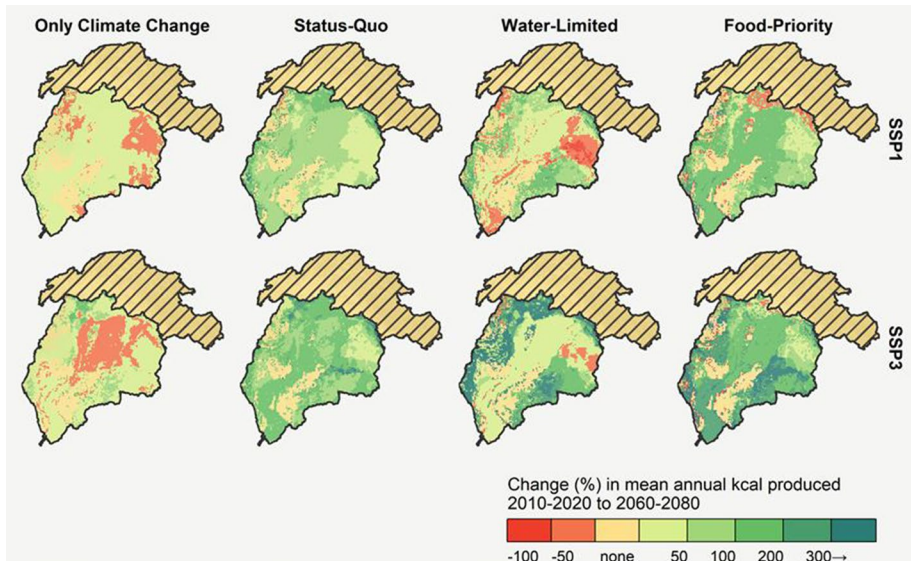 Only Climate Change Status-Quo Water-Limited Food-Priority
SSP1
SSP3
Change (%) in mean annual kcal produced
2010-2020 to 2060-2080
-100 -50 none 50 100 200 300→